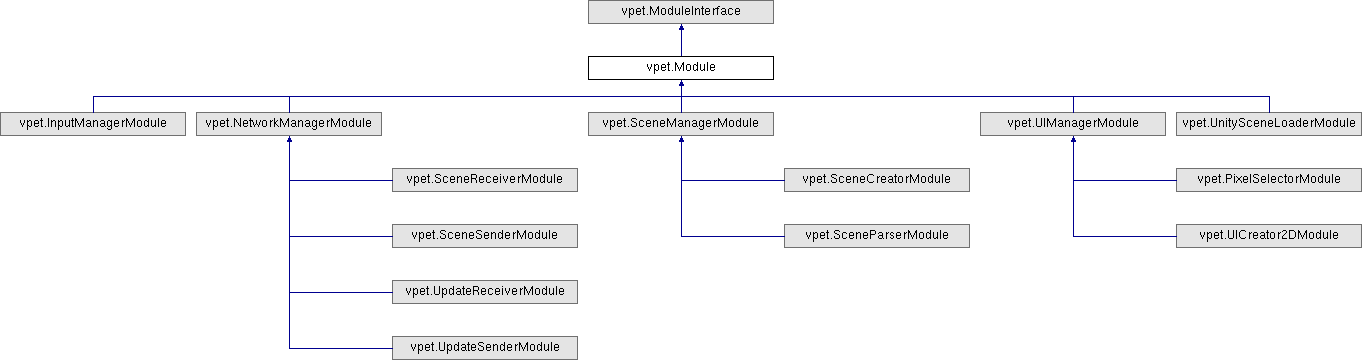 vpet.ModuleInterface
vpet.Module
vpet.InputManagerModule
vpet.NetworkManagerModule
vpet.SceneManagerModule
vpet.UIManagerModule
vpet.UnitySceneLoaderModule
vpet.SceneReceiverModule
vpet.SceneCreatorModule
vpet.PixelSelectorModule
vpet.SceneSenderModule
vpet.SceneParserModule
vpet.UICreator2DModule
vpet.UpdateReceiverModule
vpet.UpdateSenderModule